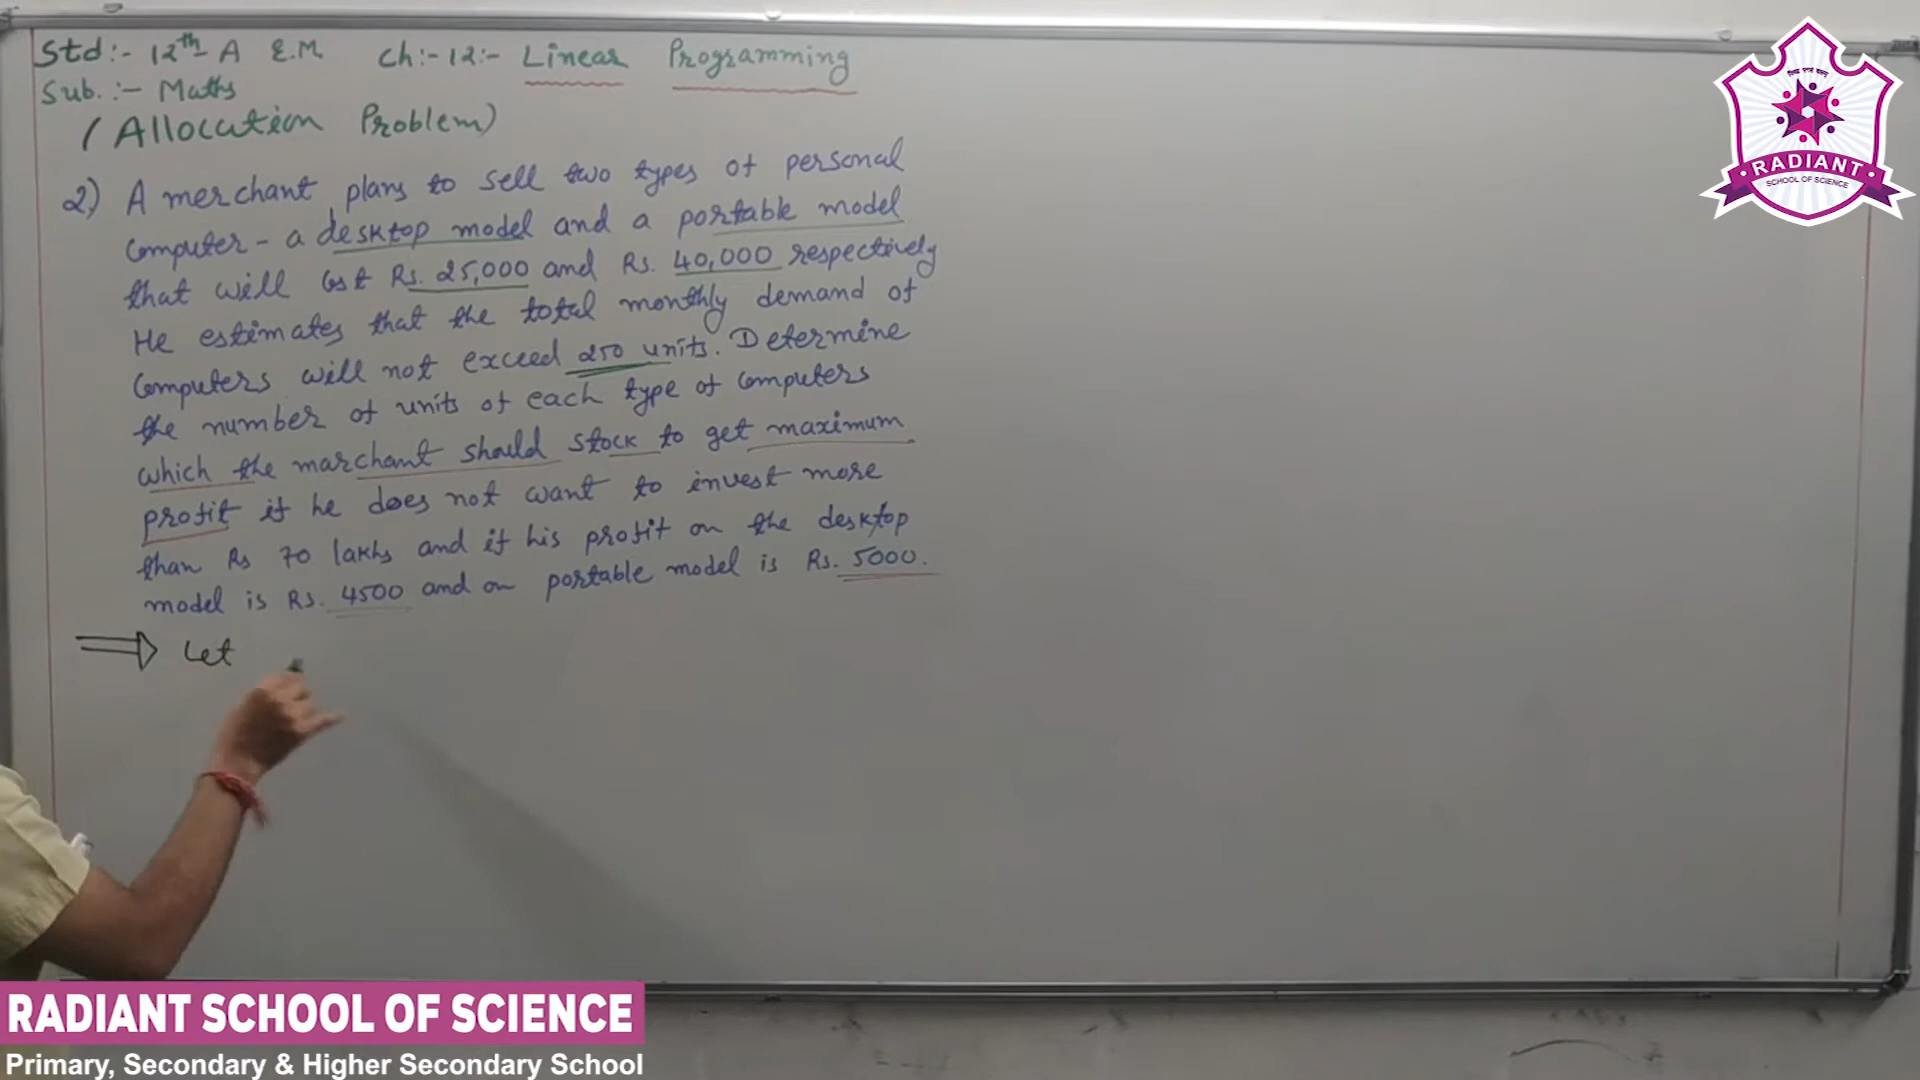 Std:- 12th A E.M. Ch:-12:- Linear Programming
Sub.:- Maths
(Allocation Problem)
2) A merchant plans to sell two types of personal
computer - a desktop model and a portable model
that will cost Rs. 25,000 and Rs. 40,000 respectively
He estimates that the total monthly demand of
computers will not exceed 250 units. Determine
the number of units of each type of computers
which the marchant should stock to get maximum
profit if he does not want to invest more
than Rs 70 lakhs and if his profit on the desktop
model is Rs. 4500 and on portable model is Rs. 5000.
Let
RADIANT
SCHOOL OF SCIENCE
RADIANT SCHOOL OF SCIENCE
Primary, Secondary & Higher Secondary School